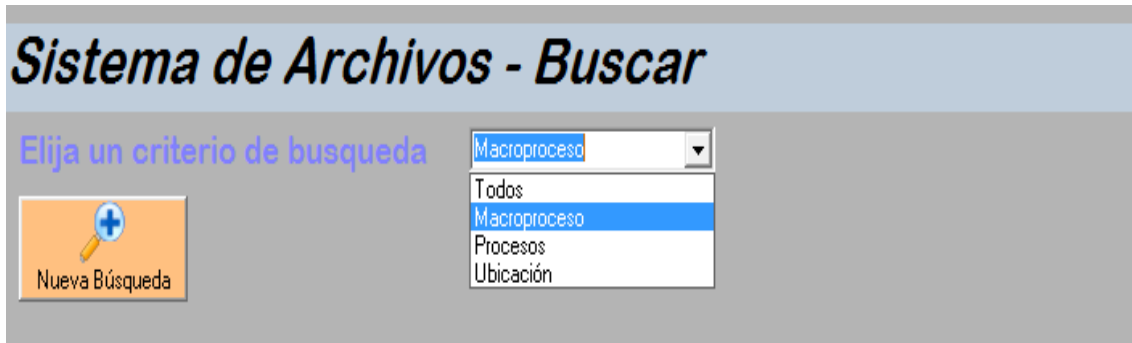 Sistema de Archivos - Buscar
Elija un criterio de busqueda
Macroproceso
Todos
Macroproceso
Procesos
Ubicación
Nueva Búsqueda